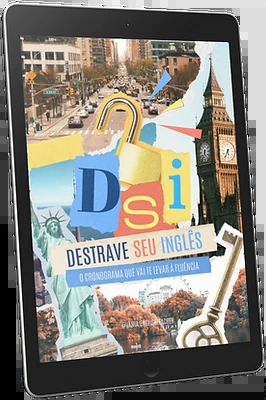 DSi
DESTRAVE SEU INGLÊS
O CRONOGRAMA QUE VAI TE LEVAR À FLUÊNCIA